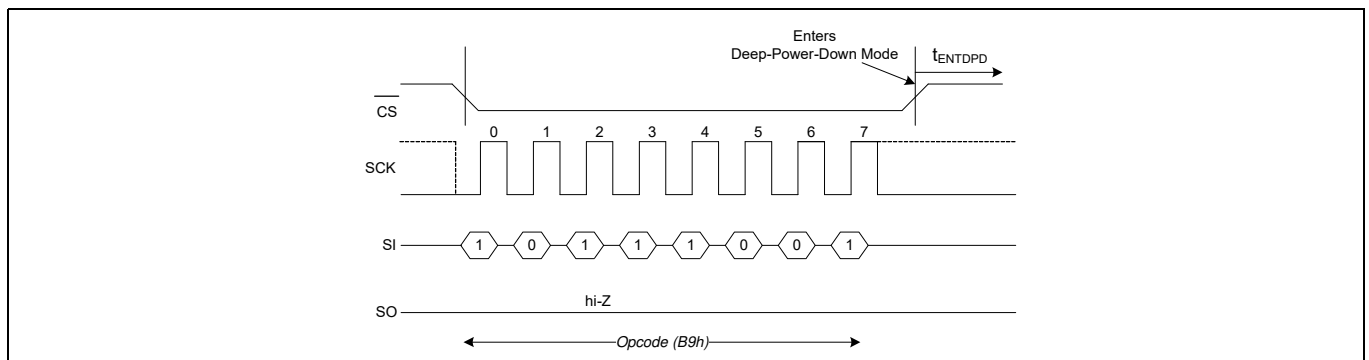 Enters
Deep-Power-Down Mode
tENTDPD
CS
0 1 2 3 4 5 6 7
SCK
SI 1 0 1 1 1 0 0 1
hi-Z
SO
Opcode (B9h)